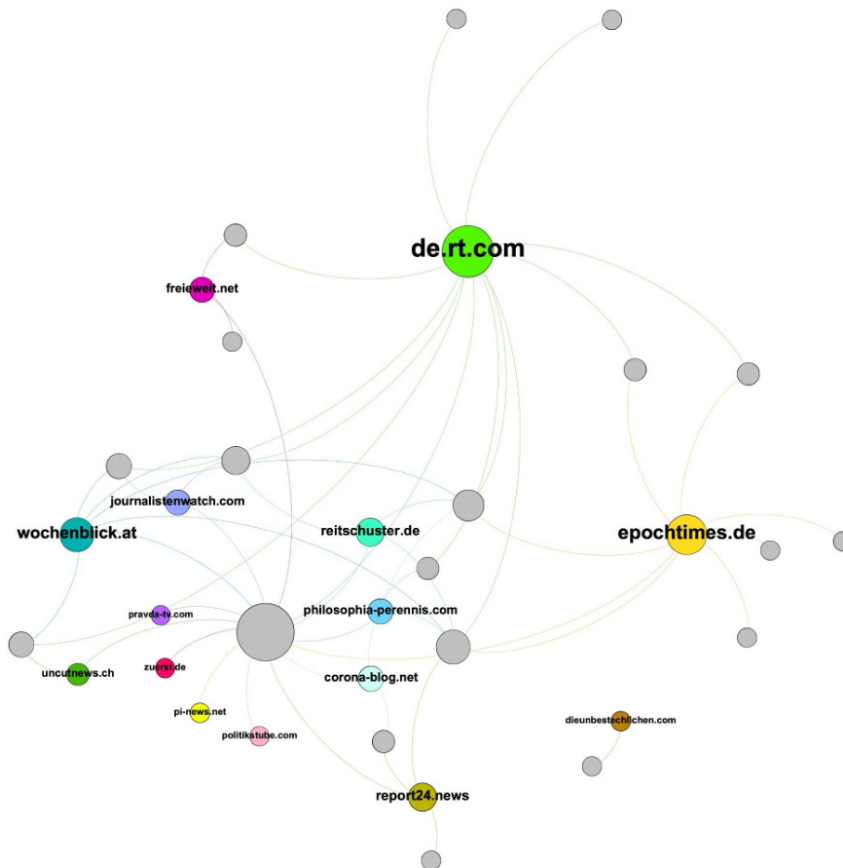 de.rt.com
freiewelt.net
journalistenwatch.com
wochenblick.at
reitschuster.de
epochtimes.de
pravda-tv.com
philosophia-perennis.com
uncutnews.ch
zuerst.de
corona-blog.net
pi-news.net
politikstube.com
dieunbestechlichen.com
report24.news